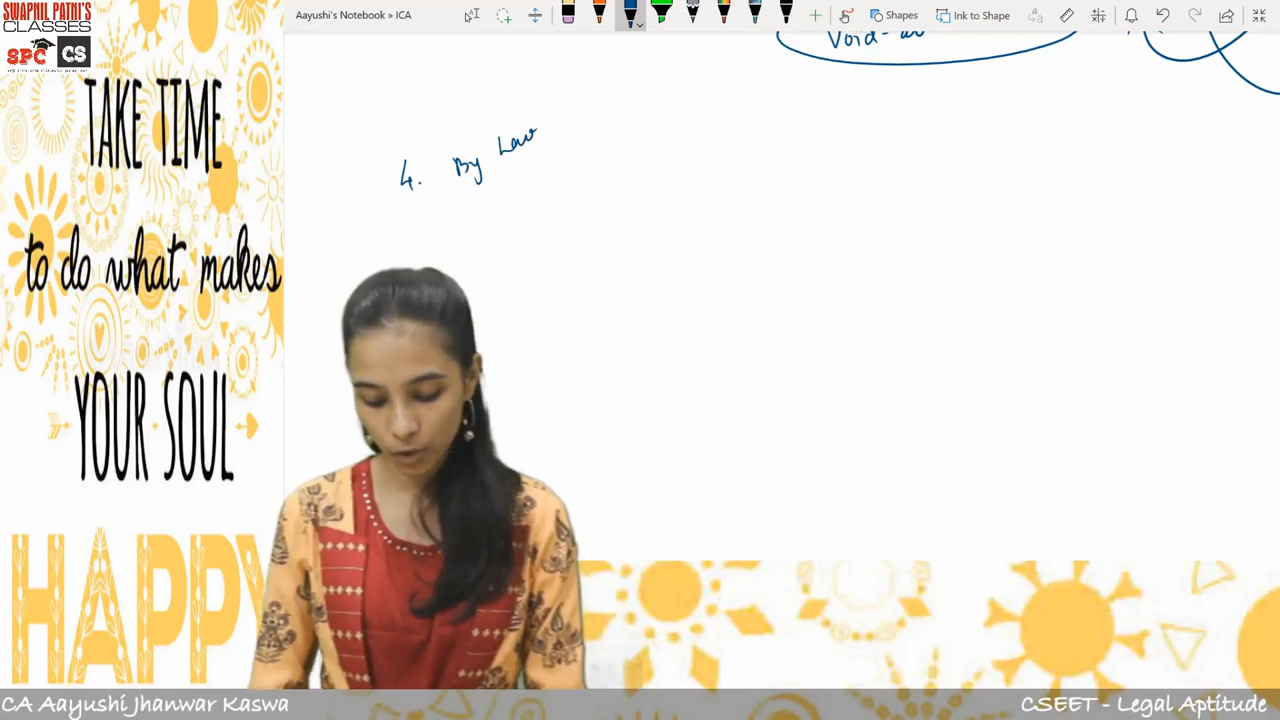 SWAPNIL PATNI'S
CLASSES
SPC CS
TAKE TIME
to do what makes
YOUR SOUL
HAPPY
Aayushi's Notebook » ICA
Shapes
Ink to Shape
Void-
4. By Law
CA Aayushi Jhanwar Kaswa
CSEET - Legal Aptitude